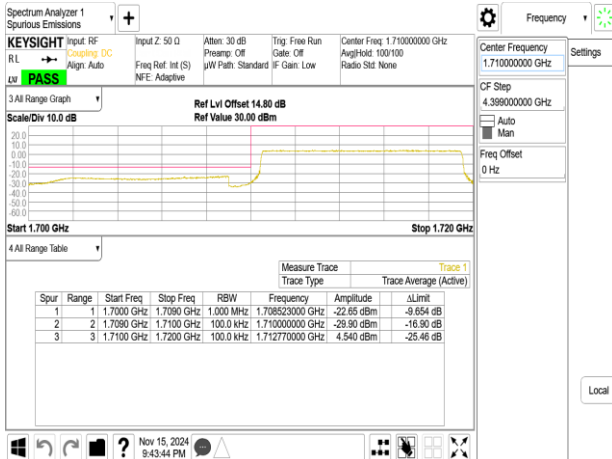 Spectrum Analyzer 1
Spurious Emissions
Frequency
KEYSIGHT Input: RF Input Z: 50 Ω Atten: 30 dB Trig: Free Run Center Freq: 1.710000000 GHz
RL Coupling: DC Preamp: Off Gate: Off Avg|Hold: 100/100
Align: Auto Freq Ref: Int (S) µW Path: Standard IF Gain: Low Radio Std: None
NFE: Adaptive
LXI PASS
Center Frequency
1.710000000 GHz
Settings
CF Step
4.399000000 GHz
Auto
Man
Freq Offset
0 Hz
3 All Range Graph
Ref Lvl Offset 14.80 dB
Scale/Div 10.0 dB Ref Value 30.00 dBm
20.0
10.0
0.00
-10.0
-20.0
-30.0
-40.0
-50.0
-60.0
Start 1.700 GHz Stop 1.720 GHz
4 All Range Table
Measure Trace Trace 1
Trace Type Trace Average (Active)
Spur Range Start Freq Stop Freq RBW Frequency Amplitude ΔLimit
1 1 1.7000 GHz 1.7090 GHz 1.000 MHz 1.708523000 GHz -22.65 dBm -9.654 dB
2 2 1.7090 GHz 1.7100 GHz 100.0 kHz 1.710000000 GHz -29.90 dBm -16.90 dB
3 3 1.7100 GHz 1.7200 GHz 100.0 kHz 1.712770000 GHz 4.540 dBm -25.46 dB
Local
? Nov 15, 2024
9:43:44 PM